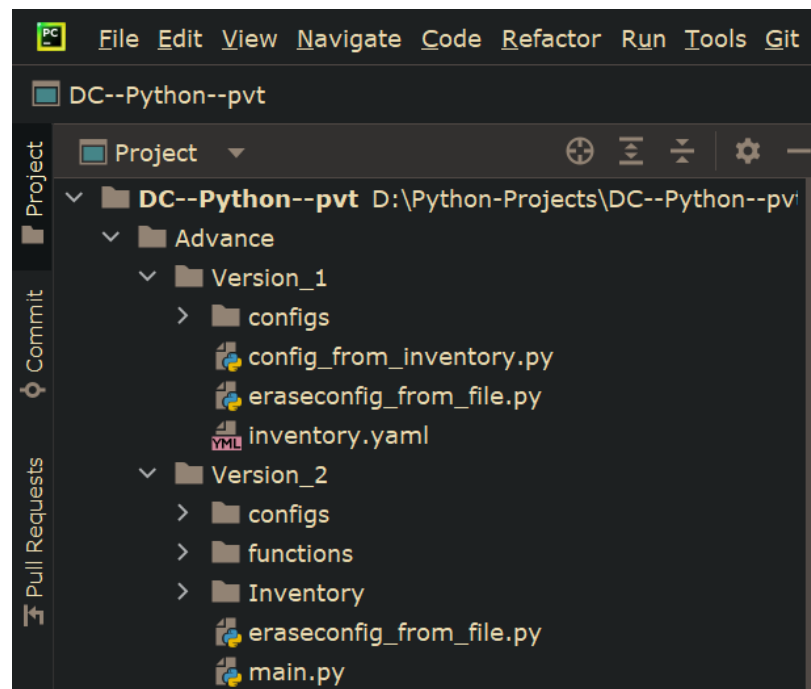 PC
File Edit View Navigate Code Refactor Run Tools Git
DC--Python--pvt
Project
Project
Commit
Pull Requests
DC--Python--pvt D:\Python-Projects\DC--Python--pvt
Advance
Version_1
configs
config_from_inventory.py
eraseconfig_from_file.py
YML inventory.yaml
Version_2
configs
functions
Inventory
eraseconfig_from_file.py
main.py